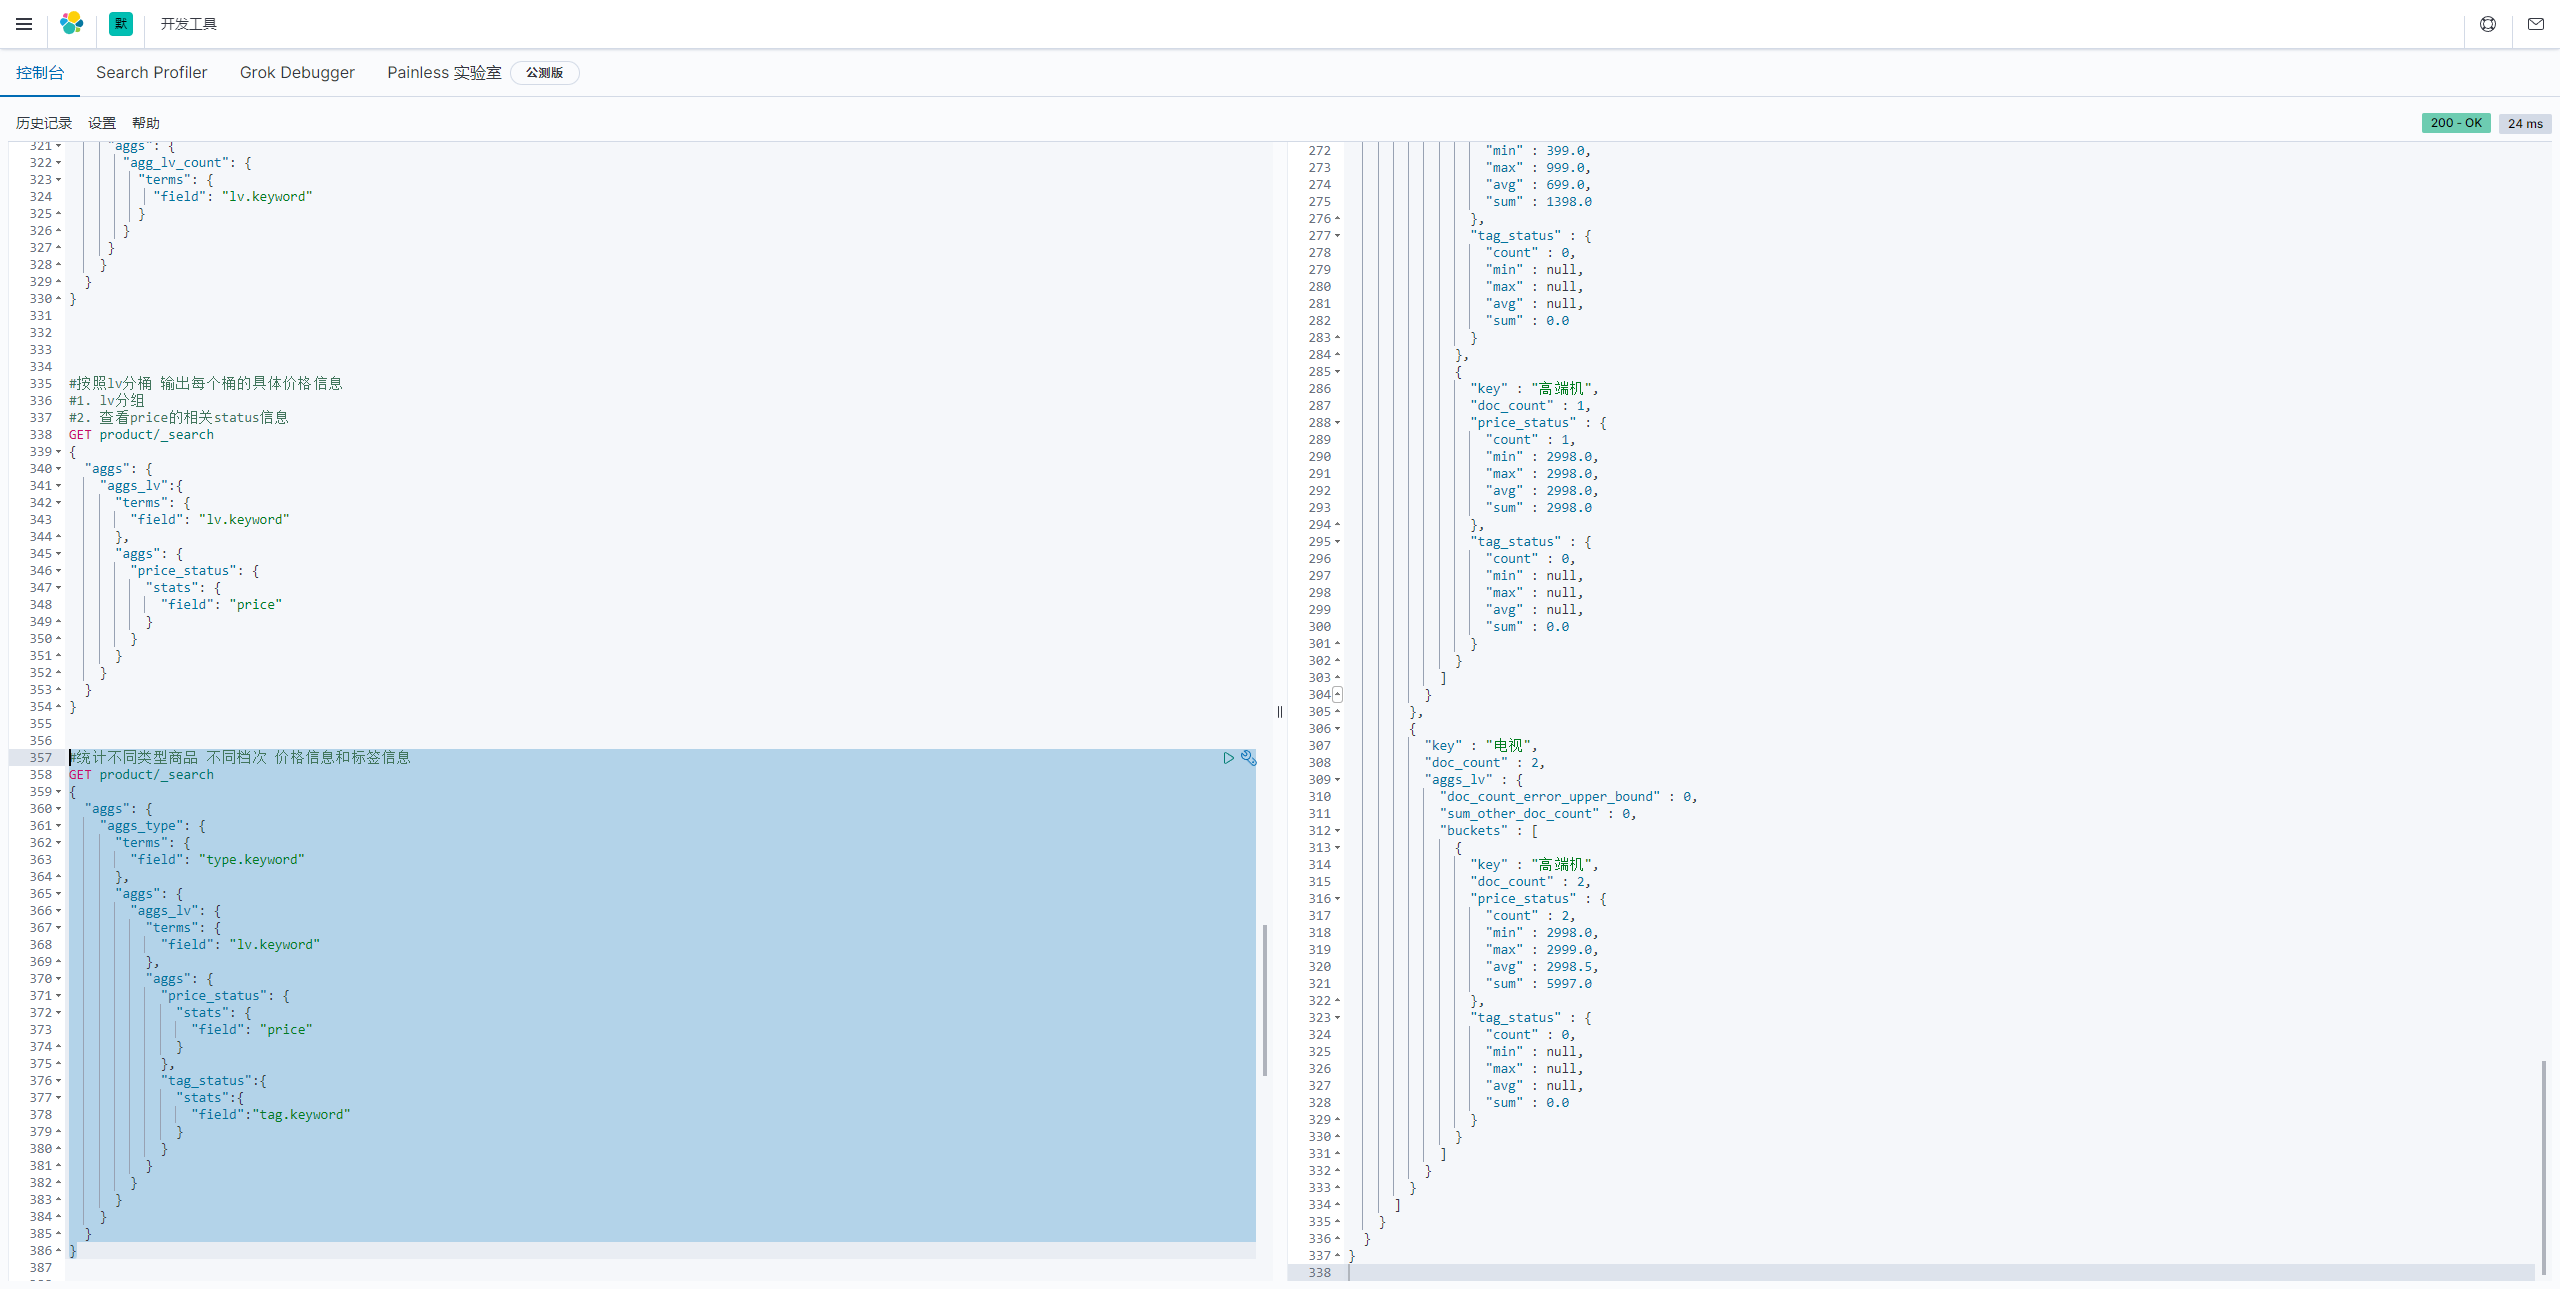 默 开发工具
控制台 Search Profiler Grok Debugger Painless 实验室 公测版
历史记录 设置 帮助
200 - OK 24 ms
321 "aggs": {
322 "agg_lv_count": {
323 "terms": {
324 "field": "lv.keyword"
325 }
326 }
327 }
328 }
329 }
330 }
331
332
333
334
335 #按照lv分桶 输出每个桶的具体价格信息
336 #1. lv分组
337 #2. 查看price的相关status信息
338 GET product/_search
339 {
340 "aggs": {
341 "aggs_lv":{
342 "terms": {
343 "field": "lv.keyword"
344 },
345 "aggs": {
346 "price_status": {
347 "stats": {
348 "field": "price"
349 }
350 }
351 }
352 }
353 }
354 }
355
356
357 #统计不同类型商品 不同档次 价格信息和标签信息
358 GET product/_search
359 {
360 "aggs": {
361 "aggs_type": {
362 "terms": {
363 "field": "type.keyword"
364 },
365 "aggs": {
366 "aggs_lv": {
367 "terms": {
368 "field": "lv.keyword"
369 },
370 "aggs": {
371 "price_status": {
372 "stats": {
373 "field": "price"
374 }
375 },
376 "tag_status":{
377 "stats":{
378 "field":"tag.keyword"
379 }
380 }
381 }
382 }
383 }
384 }
385 }
386 }
387
272 "min" : 399.0,
273 "max" : 999.0,
274 "avg" : 699.0,
275 "sum" : 1398.0
276 },
277 "tag_status" : {
278 "count" : 0,
279 "min" : null,
280 "max" : null,
281 "avg" : null,
282 "sum" : 0.0
283 }
284 },
285 {
286 "key" : "高端机",
287 "doc_count" : 1,
288 "price_status" : {
289 "count" : 1,
290 "min" : 2998.0,
291 "max" : 2998.0,
292 "avg" : 2998.0,
293 "sum" : 2998.0
294 },
295 "tag_status" : {
296 "count" : 0,
297 "min" : null,
298 "max" : null,
299 "avg" : null,
300 "sum" : 0.0
301 }
302 }
303 ]
304 }
305 },
306 {
307 "key" : "电视",
308 "doc_count" : 2,
309 "aggs_lv" : {
310 "doc_count_error_upper_bound" : 0,
311 "sum_other_doc_count" : 0,
312 "buckets" : [
313 {
314 "key" : "高端机",
315 "doc_count" : 2,
316 "price_status" : {
317 "count" : 2,
318 "min" : 2998.0,
319 "max" : 2999.0,
320 "avg" : 2998.5,
321 "sum" : 5997.0
322 },
323 "tag_status" : {
324 "count" : 0,
325 "min" : null,
326 "max" : null,
327 "avg" : null,
328 "sum" : 0.0
329 }
330 }
331 ]
332 }
333 }
334 ]
335 }
336 }
337 }
338